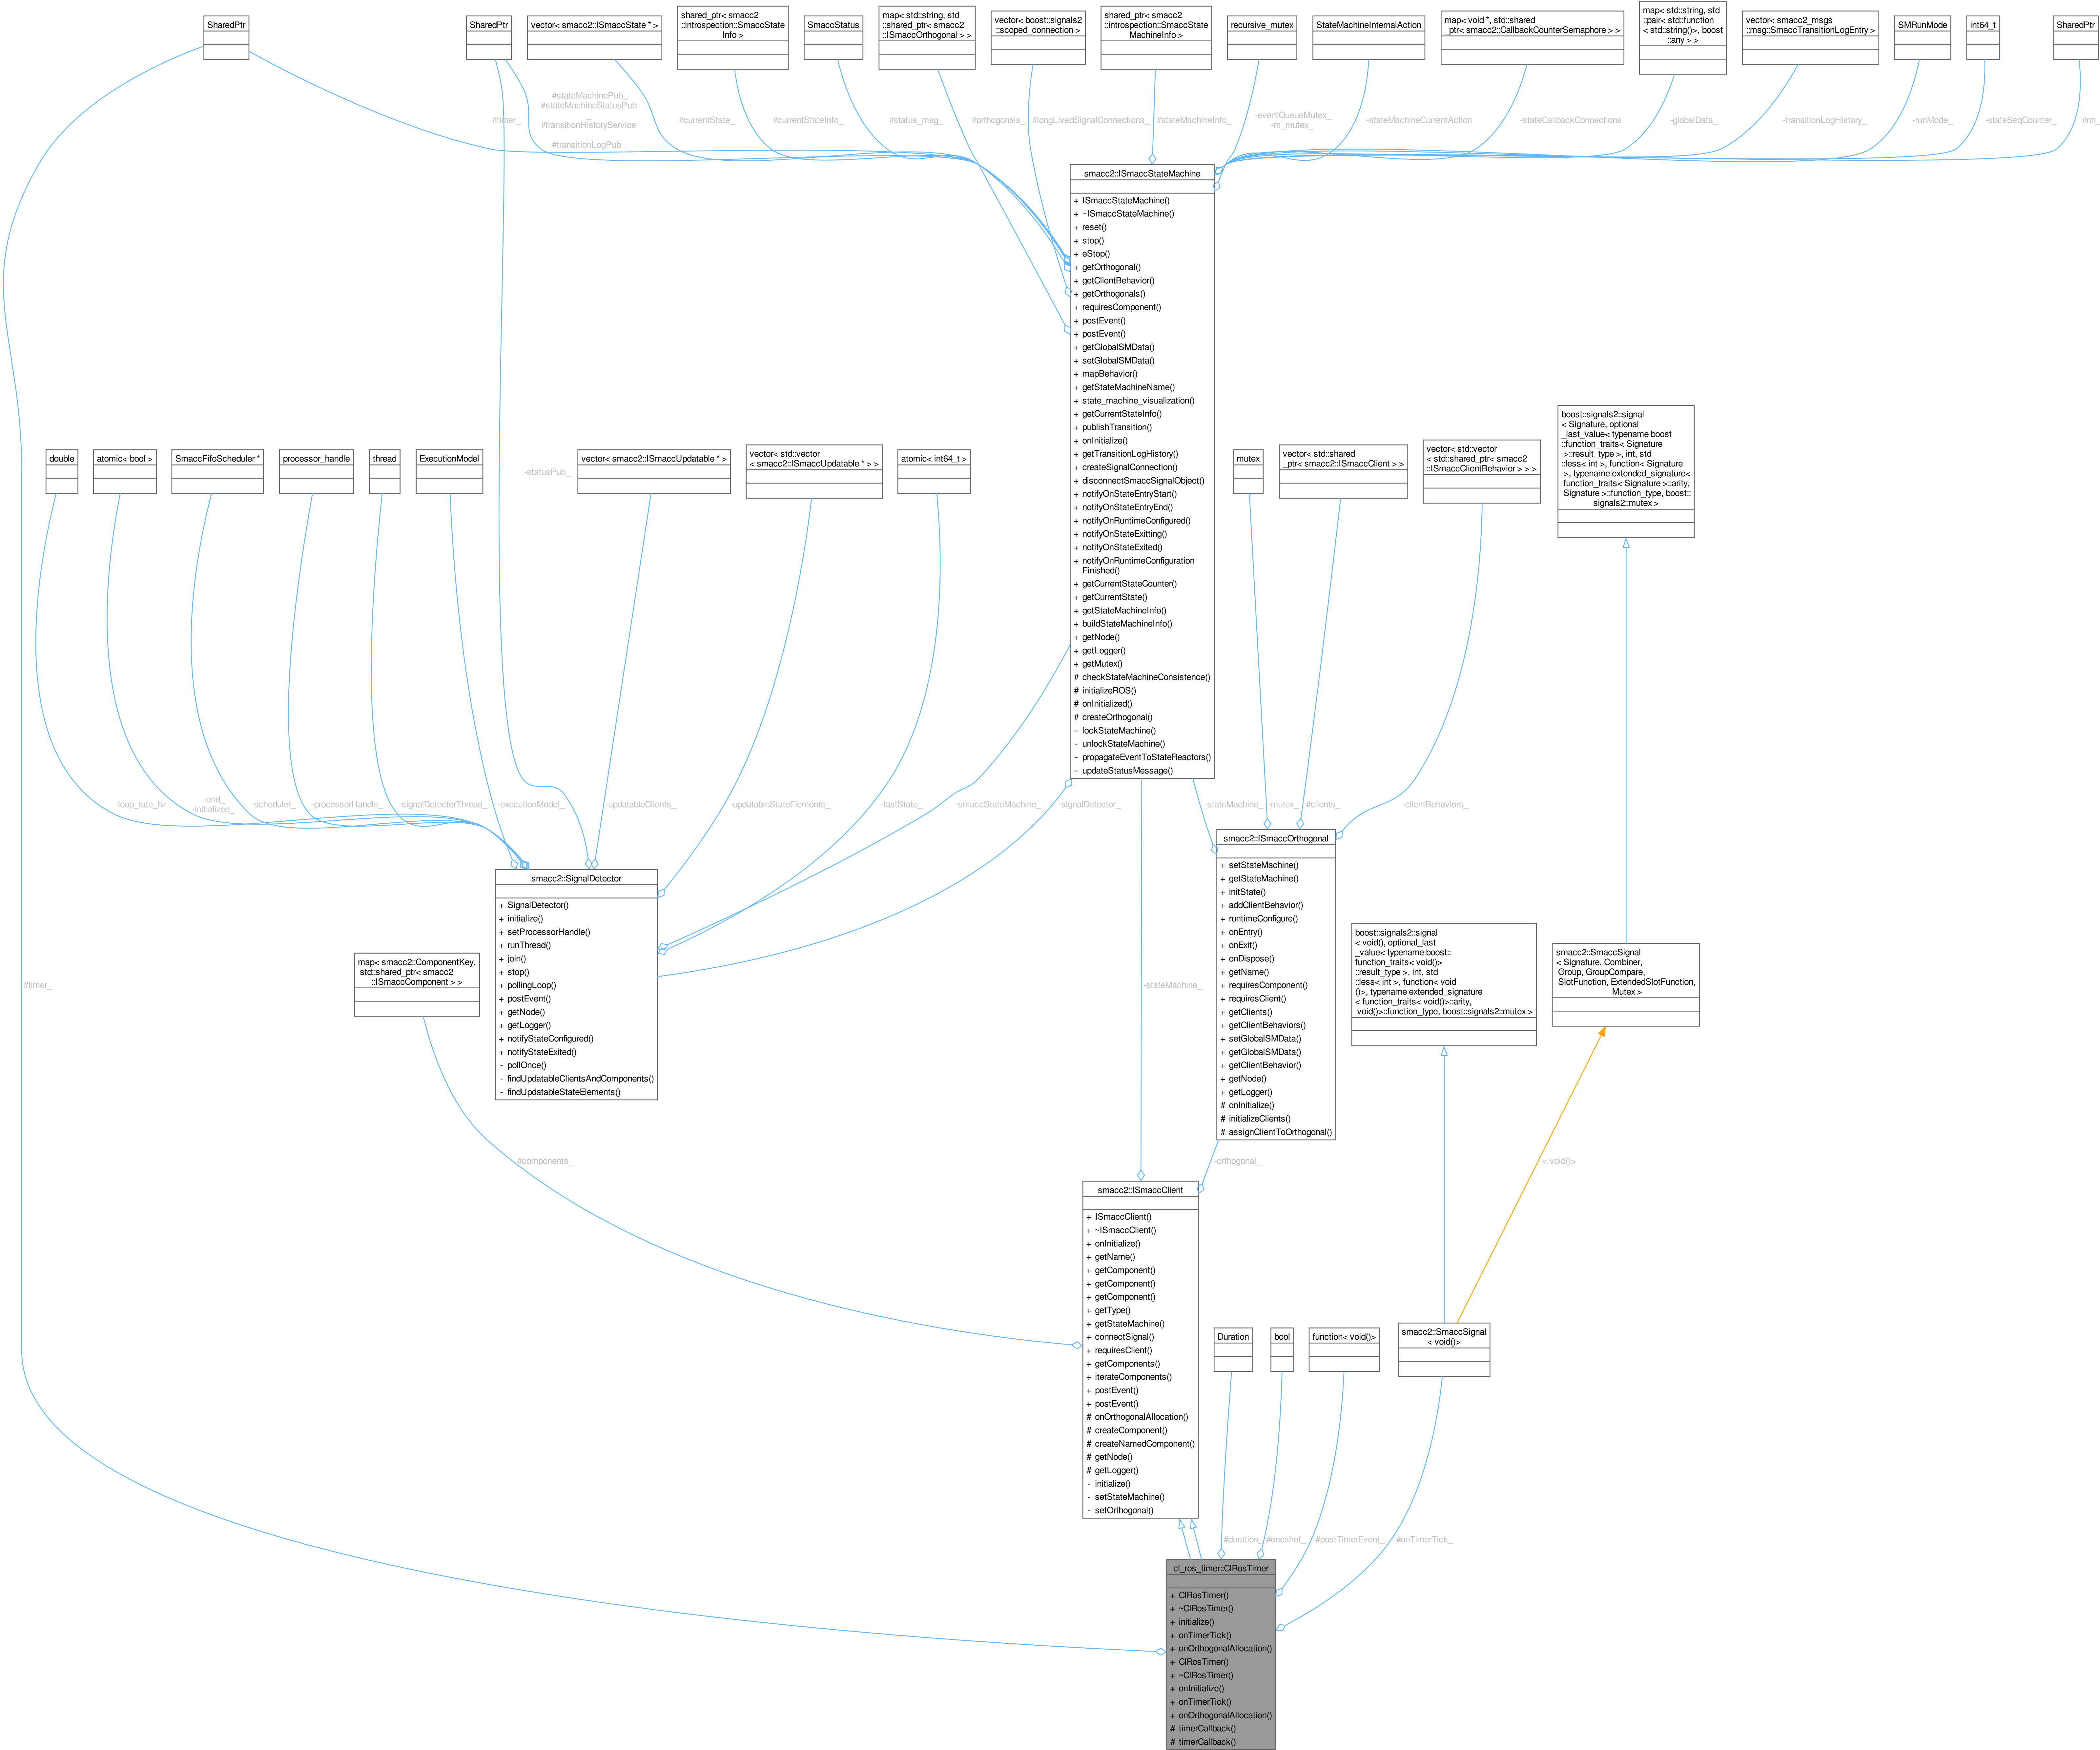 SharedPtr
SharedPtr
vector< smacc2::ISmaccState * >
shared_ptr< smacc2
::introspection::SmaccState
Info >
SmaccStatus
map< std::string, std
::shared_ptr< smacc2
::ISmaccOrthogonal > >
vector< boost::signals2
::scoped_connection >
shared_ptr< smacc2
::introspection::SmaccState
MachineInfo >
recursive_mutex
StateMachineInternalAction
map< void *, std::shared
_ptr< smacc2::CallbackCounterSemaphore > >
map< std::string, std
::pair< std::function
< std::string()>, boost
::any > >
vector< smacc2_msgs
::msg::SmaccTransitionLogEntry >
SMRunMode
int64_t
SharedPtr
#timer_
#stateMachinePub_
#stateMachineStatusPub
_
#transitionHistoryService
_
#transitionLogPub_
#currentState_
#currentStateInfo_
#status_msg_
#orthogonals_
#longLivedSignalConnections_
#stateMachineInfo_
-eventQueueMutex_
-m_mutex_
-stateMachineCurrentAction
-stateCallbackConnections
-globalData_
-transitionLogHistory_
-runMode_
-stateSeqCounter_
#nh_
smacc2::ISmaccStateMachine
+ ISmaccStateMachine()
+ ~ISmaccStateMachine()
+ reset()
+ stop()
+ eStop()
+ getOrthogonal()
+ getClientBehavior()
+ getOrthogonals()
+ requiresComponent()
+ postEvent()
+ postEvent()
+ getGlobalSMData()
+ setGlobalSMData()
+ mapBehavior()
+ getStateMachineName()
+ state_machine_visualization()
+ getCurrentStateInfo()
+ publishTransition()
+ onInitialize()
+ getTransitionLogHistory()
+ createSignalConnection()
+ disconnectSmaccSignalObject()
+ notifyOnStateEntryStart()
+ notifyOnStateEntryEnd()
+ notifyOnRuntimeConfigured()
+ notifyOnStateExitting()
+ notifyOnStateExited()
+ notifyOnRuntimeConfiguration
Finished()
+ getCurrentStateCounter()
+ getCurrentState()
+ getStateMachineInfo()
+ buildStateMachineInfo()
+ getNode()
+ getLogger()
+ getMutex()
# checkStateMachineConsistence()
# initializeROS()
# onInitialized()
# createOrthogonal()
- lockStateMachine()
- unlockStateMachine()
- propagateEventToStateReactors()
- updateStatusMessage()
double
atomic< bool >
SmaccFifoScheduler *
processor_handle
thread
ExecutionModel
-statusPub_
vector< smacc2::ISmaccUpdatable * >
vector< std::vector
< smacc2::ISmaccUpdatable * > >
atomic< int64_t >
mutex
vector< std::shared
_ptr< smacc2::ISmaccClient > >
vector< std::vector
< std::shared_ptr< smacc2
::ISmaccClientBehavior > > >
boost::signals2::signal
< Signature, optional
_last_value< typename boost
::function_traits< Signature
>::result_type >, int, std
::less< int >, function< Signature
>, typename extended_signature<
function_traits< Signature >::arity,
Signature >::function_type, boost::
signals2::mutex >
-loop_rate_hz
-end_
-initialized_
-scheduler_
-processorHandle_
-signalDetectorThread_
-executionModel_
-updatableClients_
-updatableStateElements_
-lastState_
-smaccStateMachine_
-signalDetector_
-stateMachine_
-mutex_
#clients_
-clientBehaviors_
smacc2::SignalDetector
+ SignalDetector()
+ initialize()
+ setProcessorHandle()
+ runThread()
+ join()
+ stop()
+ pollingLoop()
+ postEvent()
+ getNode()
+ getLogger()
+ notifyStateConfigured()
+ notifyStateExited()
- pollOnce()
- findUpdatableClientsAndComponents()
- findUpdatableStateElements()
smacc2::ISmaccOrthogonal
+ setStateMachine()
+ getStateMachine()
+ initState()
+ addClientBehavior()
+ runtimeConfigure()
+ onEntry()
+ onExit()
+ onDispose()
+ getName()
+ requiresComponent()
+ requiresClient()
+ getClients()
+ getClientBehaviors()
+ setGlobalSMData()
+ getGlobalSMData()
+ getClientBehavior()
+ getNode()
+ getLogger()
# onInitialize()
# initializeClients()
# assignClientToOrthogonal()
boost::signals2::signal
< void(), optional_last
_value< typename boost::
function_traits< void()>
::result_type >, int, std
::less< int >, function< void
()>, typename extended_signature
< function_traits< void()>::arity,
void()>::function_type, boost::signals2::mutex >
smacc2::SmaccSignal
< Signature, Combiner,
Group, GroupCompare,
SlotFunction, ExtendedSlotFunction,
Mutex >
map< smacc2::ComponentKey,
std::shared_ptr< smacc2
::ISmaccComponent > >
#timer_
-stateMachine_
#components_
-orthogonal_
< void()>
smacc2::ISmaccClient
+ ISmaccClient()
+ ~ISmaccClient()
+ onInitialize()
+ getName()
+ getComponent()
+ getComponent()
+ getComponent()
+ getType()
+ getStateMachine()
+ connectSignal()
+ requiresClient()
+ getComponents()
+ iterateComponents()
+ postEvent()
+ postEvent()
# onOrthogonalAllocation()
# createComponent()
# createNamedComponent()
# getNode()
# getLogger()
- initialize()
- setStateMachine()
- setOrthogonal()
Duration
bool
function< void()>
smacc2::SmaccSignal
< void()>
#duration_
#oneshot_
#postTimerEvent_
#onTimerTick_
cl_ros_timer::ClRosTimer
+ ClRosTimer()
+ ~ClRosTimer()
+ initialize()
+ onTimerTick()
+ onOrthogonalAllocation()
+ ClRosTimer()
+ ~ClRosTimer()
+ onInitialize()
+ onTimerTick()
+ onOrthogonalAllocation()
# timerCallback()
# timerCallback()